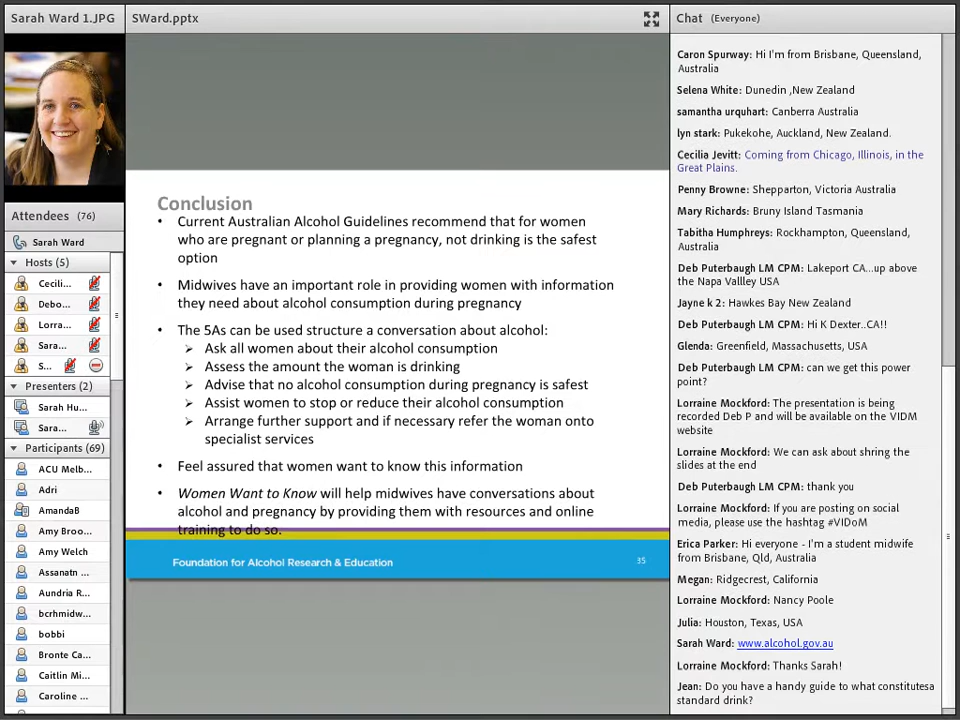 Sarah Ward 1.JPG
Attendees (76)
Sarah Ward
Hosts (5)
Cecili...
Debo...
Lorra...
Sara...
S...
Presenters (2)
Sarah Hu...
Sara...
Participants (69)
ACU Melb...
Adri
AmandaB
Amy Broo...
Amy Welch
Assanatn ...
Aundria R...
bcrhmidw...
bobbi
Bronte Ca...
Caitlin Mi...
Caroline ...
SWard.pptx
Conclusion
• Current Australian Alcohol Guidelines recommend that for women
who are pregnant or planning a pregnancy, not drinking is the safest
option
• Midwives have an important role in providing women with information
they need about alcohol consumption during pregnancy
• The 5As can be used structure a conversation about alcohol:
➢ Ask all women about their alcohol consumption
➢ Assess the amount the woman is drinking
➢ Advise that no alcohol consumption during pregnancy is safest
➢ Assist women to stop or reduce their alcohol consumption
➢ Arrange further support and if necessary refer the woman onto
specialist services
• Feel assured that women want to know this information
• Women Want to Know will help midwives have conversations about
alcohol and pregnancy by providing them with resources and online
training to do so.
Foundation for Alcohol Research & Education
35
Chat (Everyone)
Caron Spurway: Hi I'm from Brisbane, Queensland,
Australia
Selena White: Dunedin ,New Zealand
samantha urquhart: Canberra Australia
lyn stark: Pukekohe, Auckland, New Zealand.
Cecilia Jevitt: Coming from Chicago, Illinois, in the
Great Plains.
Penny Browne: Shepparton, Victoria Australia
Mary Richards: Bruny Island Tasmania
Tabitha Humphreys: Rockhampton, Queensland,
Australia
Deb Puterbaugh LM CPM: Lakeport CA...up above
the Napa Vallley USA
Jayne k 2: Hawkes Bay New Zealand
Deb Puterbaugh LM CPM: Hi K Dexter..CA!!
Glenda: Greenfield, Massachusetts, USA
Deb Puterbaugh LM CPM: can we get this power
point?
Lorraine Mockford: The presentation is being
recorded Deb P and will be available on the VIDM
website
Lorraine Mockford: We can ask about shring the
slides at the end
Deb Puterbaugh LM CPM: thank you
Lorraine Mockford: If you are posting on social
media, please use the hashtag #VIDoM
Erica Parker: Hi everyone - I'm a student midwife
from Brisbane, Qld, Australia
Megan: Ridgecrest, California
Lorraine Mockford: Nancy Poole
Julia: Houston, Texas, USA
Sarah Ward: www.alcohol.gov.au
Lorraine Mockford: Thanks Sarah!
Jean: Do you have a handy guide to what constitutesa
standard drink?